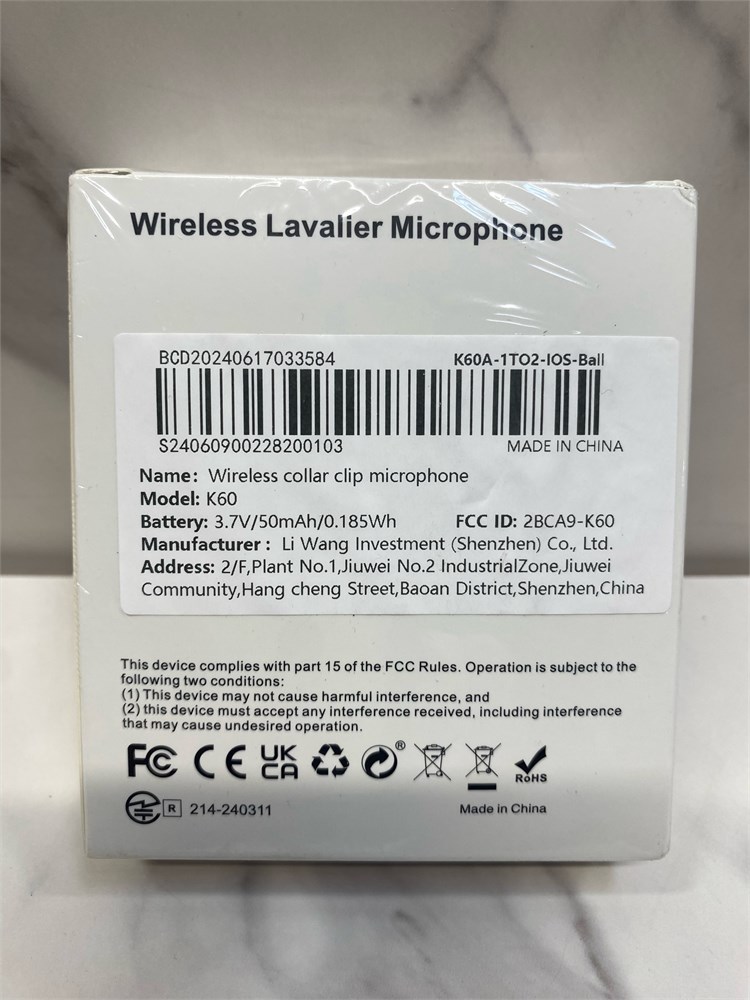 Wireless Lavalier Microphone
BCD20240617033584 K60A-1TO2-IOS-Ball
S24060900228200103 MADE IN CHINA
Name: Wireless collar clip microphone
Model: K60
Battery: 3.7V/50mAh/0.185Wh FCC ID: 2BCA9-K60
Manufacturer : Li Wang Investment (Shenzhen) Co., Ltd.
Address: 2/F,Plant No.1,Jiuwei No.2 IndustrialZone,Jiuwei
Community,Hang cheng Street,Baoan District,Shenzhen,China
This device complies with part 15 of the FCC Rules. Operation is subject to the
following two conditions:
(1) This device may not cause harmful interference, and
(2) this device must accept any interference received, including interference
that may cause undesired operation.
FC CE UK CA ® RoHS
R 214-240311 Made in China